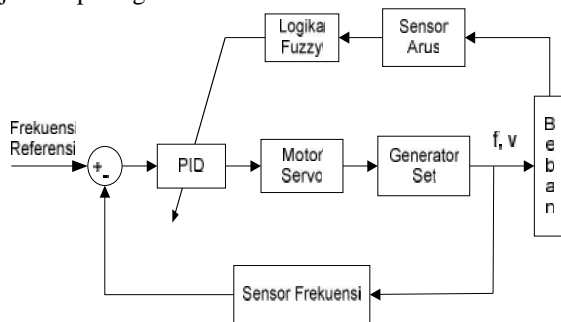 Logika
Fuzzy
Sensor
Arus
Frekuensi
Referensi
+
-
PID
Motor
Servo
Generator
Set
f, v
B
e
b
a
n
Sensor Frekuensi